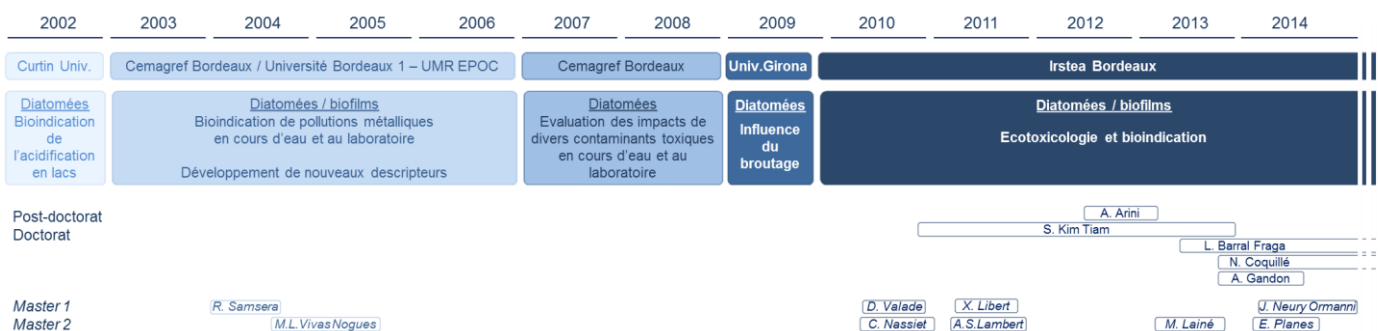 2002 2003 2004 2005 2006 2007 2008 2009 2010 2011 2012 2013 2014
Curtin Univ. Cemagref Bordeaux / Université Bordeaux 1 – UMR EPOC Cemagref Bordeaux Univ.Girona Irstea Bordeaux
Diatomées
Bioindication
de
l'acidification
en lacs
Diatomées / biofilms
Bioindication de pollutions métalliques
en cours d'eau et au laboratoire
Développement de nouveaux descripteurs
Diatomées
Evaluation des impacts de
divers contaminants toxiques
en cours d'eau et au
laboratoire
Diatomées
Influence
du
broutage
Diatomées / biofilms
Ecotoxicologie et bioindication
Post-doctorat A. Arini
Doctorat S. Kim Tiam
L. Barral Fraga
N. Coquillé
A. Gandon
Master 1 R. Samsera D. Valade X. Libert J. Neury Ormanni
Master 2 M.L.Vivas Nogues C. Nassiet A.S.Lambert M. Lainé E. Planes